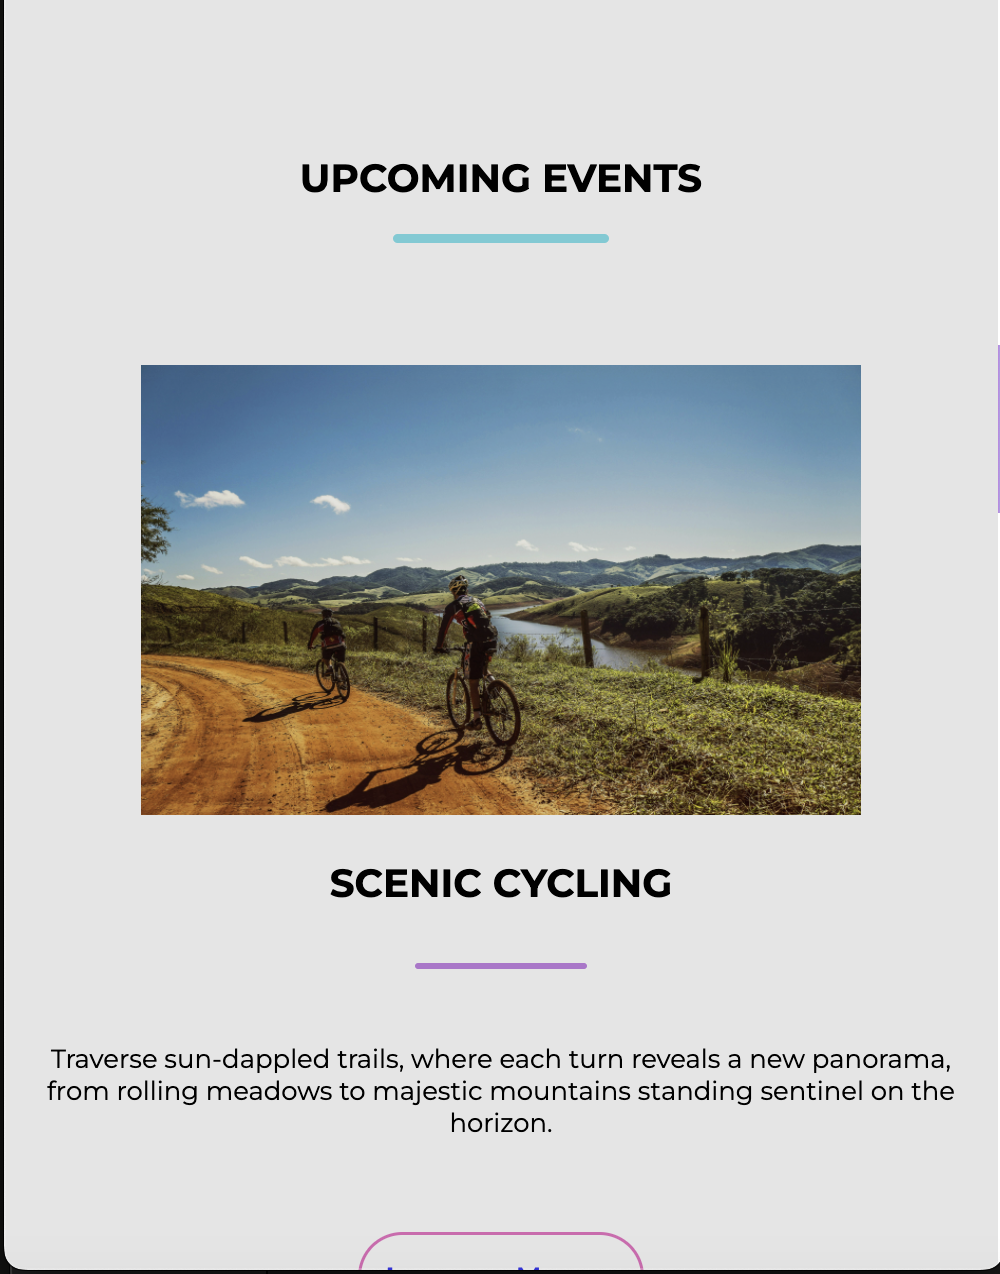 UPCOMING EVENTS
SCENIC CYCLING
Traverse sun-dappled trails, where each turn reveals a new panorama,
from rolling meadows to majestic mountains standing sentinel on the
horizon.